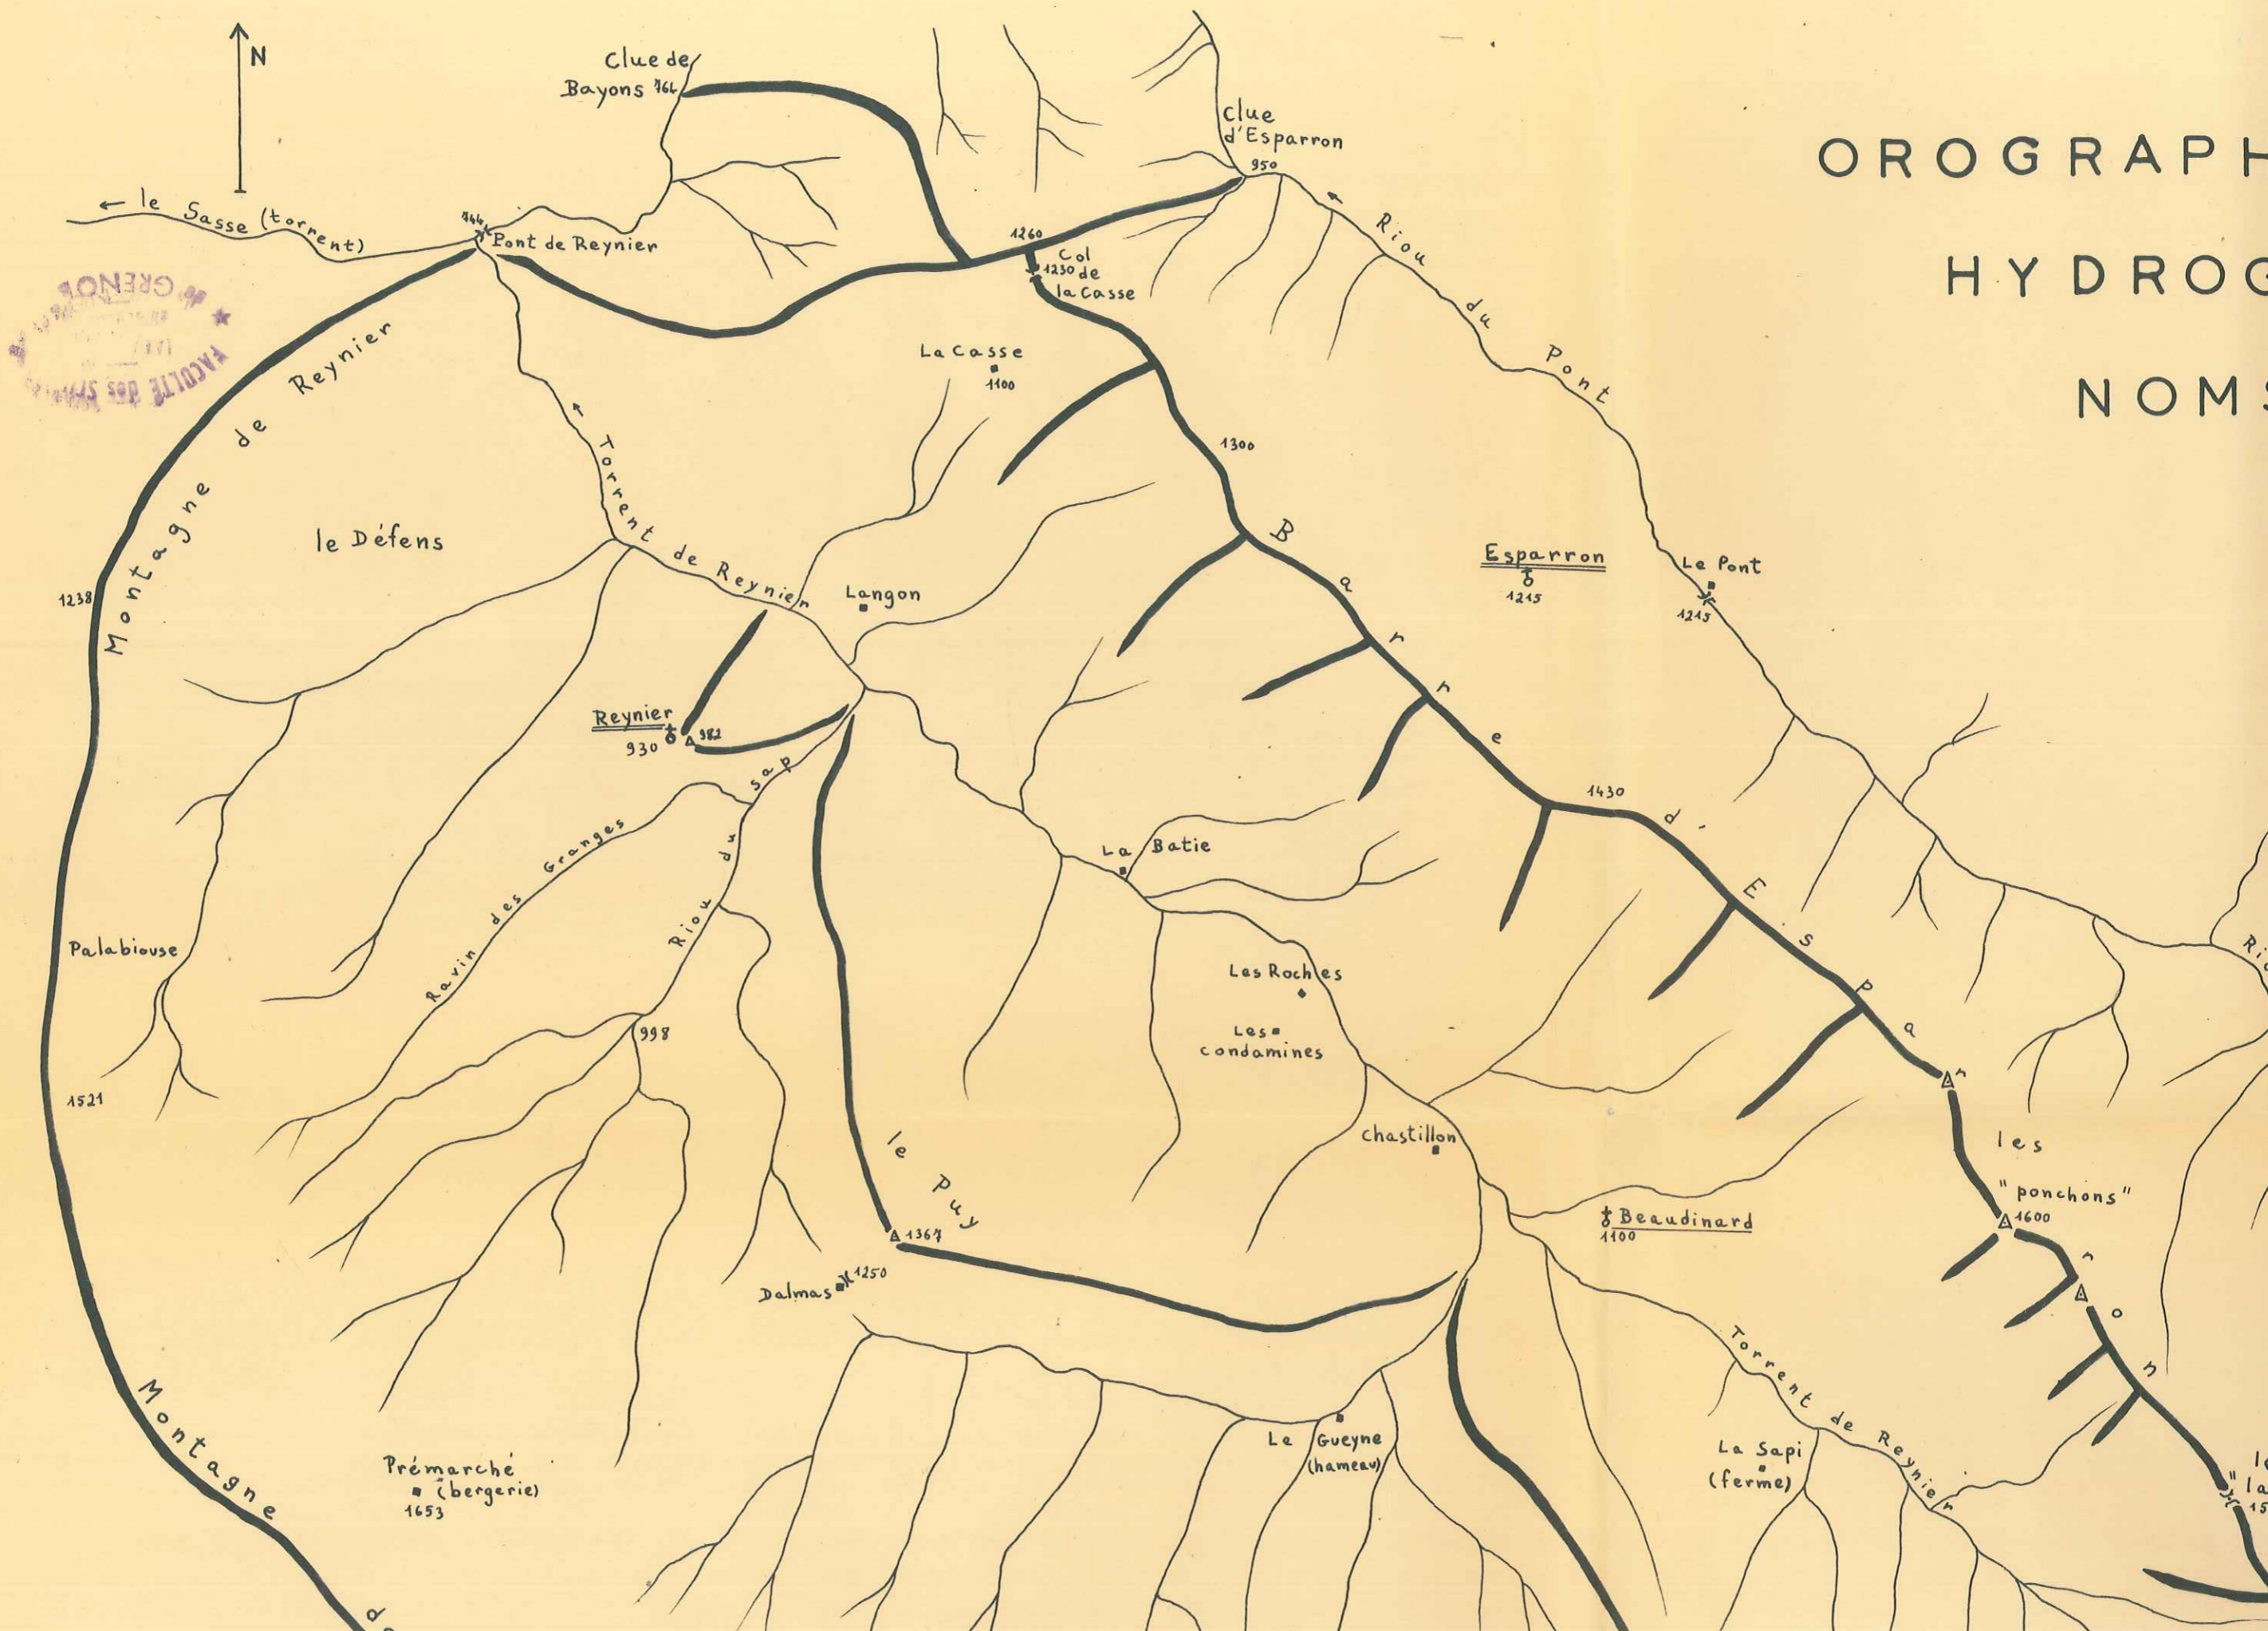 N
Clue de
Bayons 764
Clue
d'Esparron
950
OROGRAPH
HYDROG
NOMS
← le Sasse (torrent)
744
Pont de Reynier
1260
Col
1230 de
la Casse
Riou du Pont
GRENOB
FACULTE des
Montagne de Reynier
La Casse
1100
1300
Torrent de Reynier
le Défens
Langon
Esparron
1215
Le Pont
1215
1238
Barre d'Esparron
Reynier
930
982
Riou du sap
Ravin des Granges
1430
La Batie
Palabiouse
Les Roches
Les
condamines
998
1521
Chastillon
le Puy
les
"ponchons"
1600
Beaudinard
1100
1367
Dalmas 1250
Torrent de Reynier
Le Gueyne
(hameau)
La Sapi
(ferme)
Prémarché
(bergerie)
1653
Montagne de